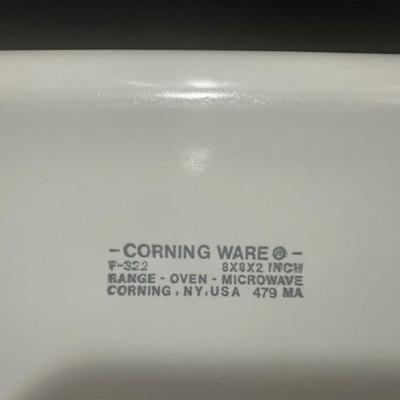 - CORNING WARE ® -
F-322 8X8X2 INCH
RANGE - OVEN - MICROWAVE
CORNING, NY, USA 479 MA